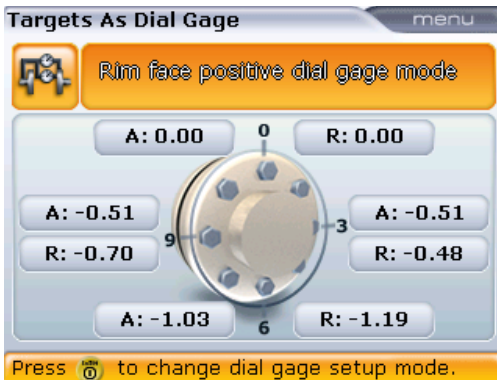 Targets As Dial Gage menu
Rim face positive dial gage mode
A: 0.00 0 R: 0.00
A: -0.51 A: -0.51
9 3
R: -0.70 R: -0.48
A: -1.03 6 R: -1.19
Press to change dial gage setup mode.